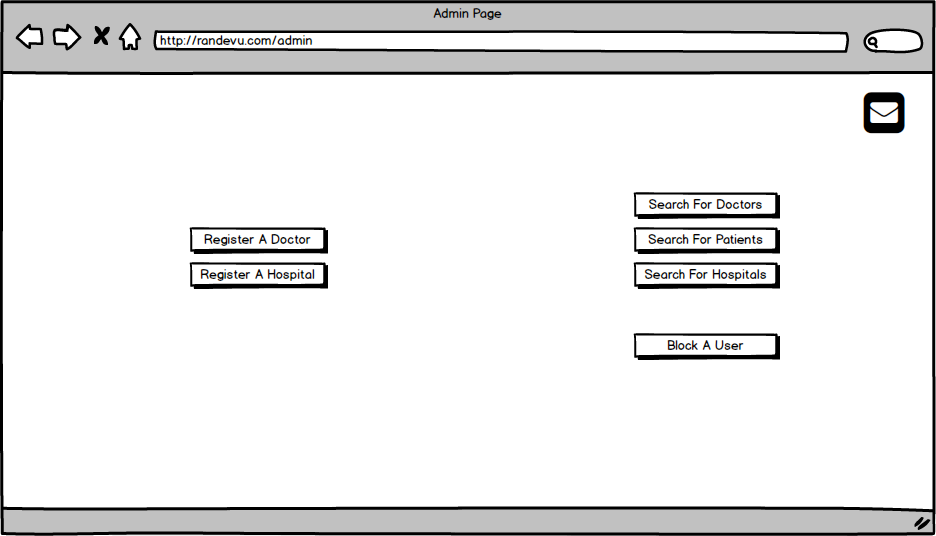 Admin Page
http://randevu.com/admin
Search For Doctors
Register A Doctor
Search For Patients
Register A Hospital
Search For Hospitals
Block A User